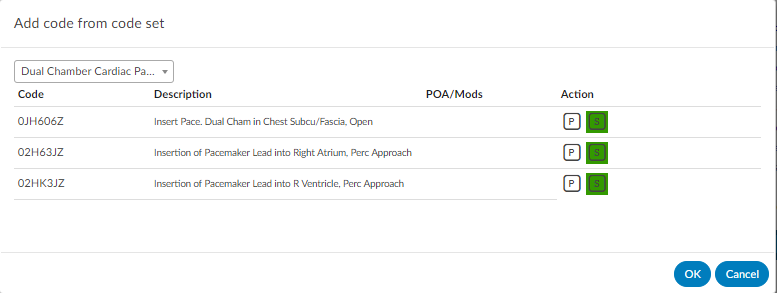 Add code from code set
Dual Chamber Cardiac Pa...
Code Description POA/Mods Action
0JH606Z Insert Pace. Dual Cham in Chest Subcu/Fascia, Open P S
02H63JZ Insertion of Pacemaker Lead into Right Atrium, Perc Approach P S
02HK3JZ Insertion of Pacemaker Lead into R Ventricle, Perc Approach P S
OK Cancel